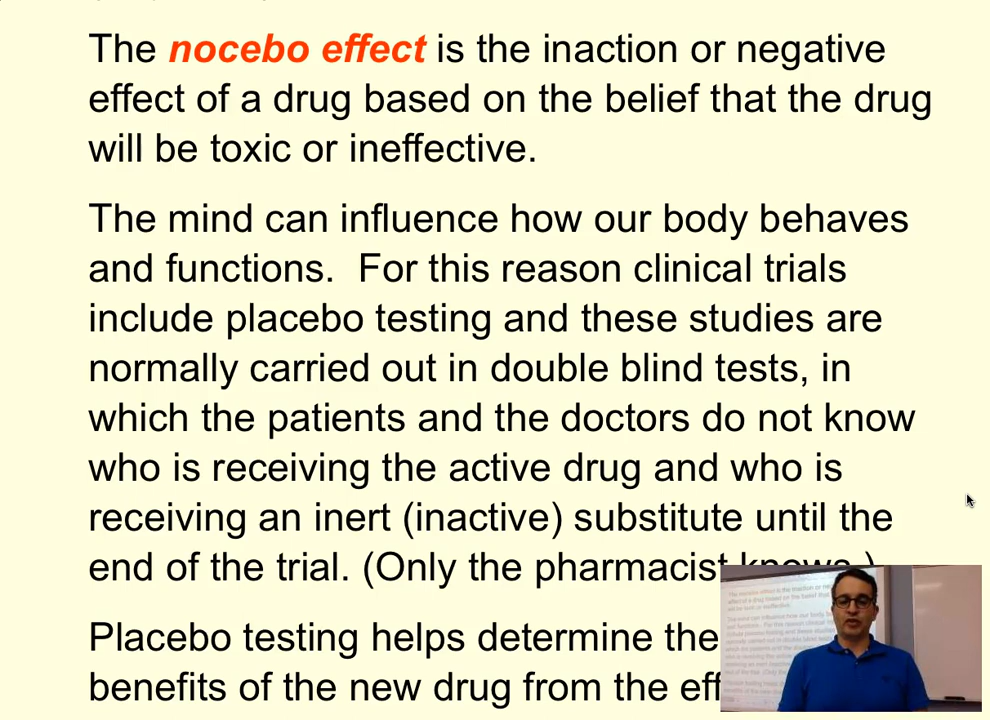 The nocebo effect is the inaction or negative
effect of a drug based on the belief that the drug
will be toxic or ineffective.
The mind can influence how our body behaves
and functions.  For this reason clinical trials
include placebo testing and these studies are
normally carried out in double blind tests, in
which the patients and the doctors do not know
who is receiving the active drug and who is
receiving an inert (inactive) substitute until the
end of the trial. (Only the pharmacist knows.)
Placebo testing helps determine the
benefits of the new drug from the